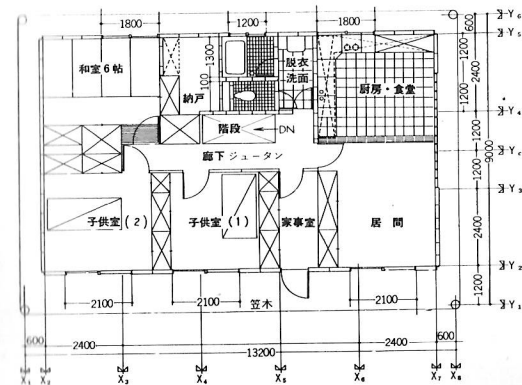 1800 1200 1800
Y₆
600
Y₅
和室6帖
1300
100
納戸
脱衣
洗面
厨房・食堂
1200
2400
1200
Y₄
階段
DN
廊下ジュータン
1200
Yc
9000
1200
Y₃
子供室(2)
子供室(1)
家事室
居間
2400
Y₂
2100 2100 笠木 2100
1200
Y₁
600 2400 2400 600
13200
X₁ X₂ X₃ X₄ X₅ X₆ X₇ X₈